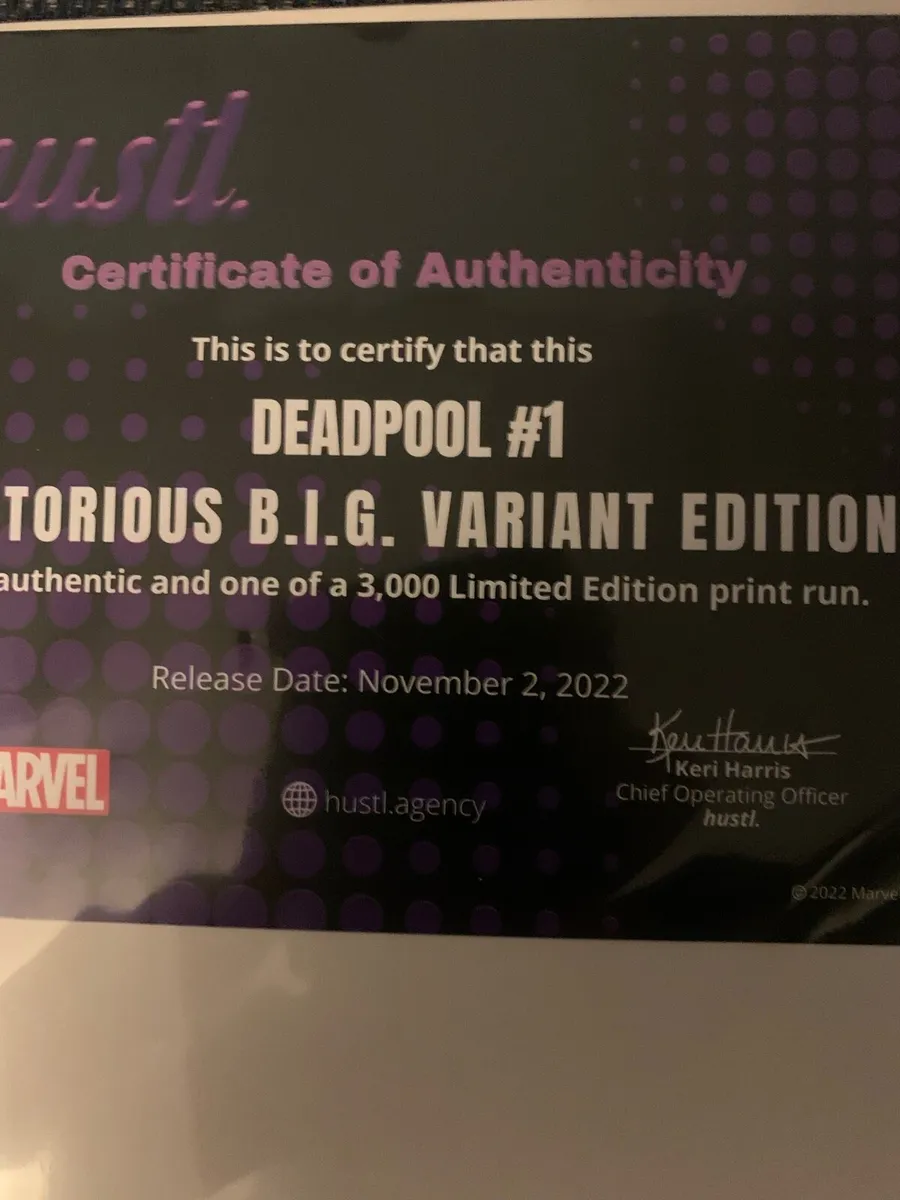 ustl.
Certificate of Authenticity
This is to certify that this
DEADPOOL #1
TORIOUS B.I.G. VARIANT EDITION
authentic and one of a 3,000 Limited Edition print run.
Release Date: November 2, 2022
Keri Harris
Keri Harris
Chief Operating Officer
hustl.
ARVEL
hustl.agency
©2022 Marve